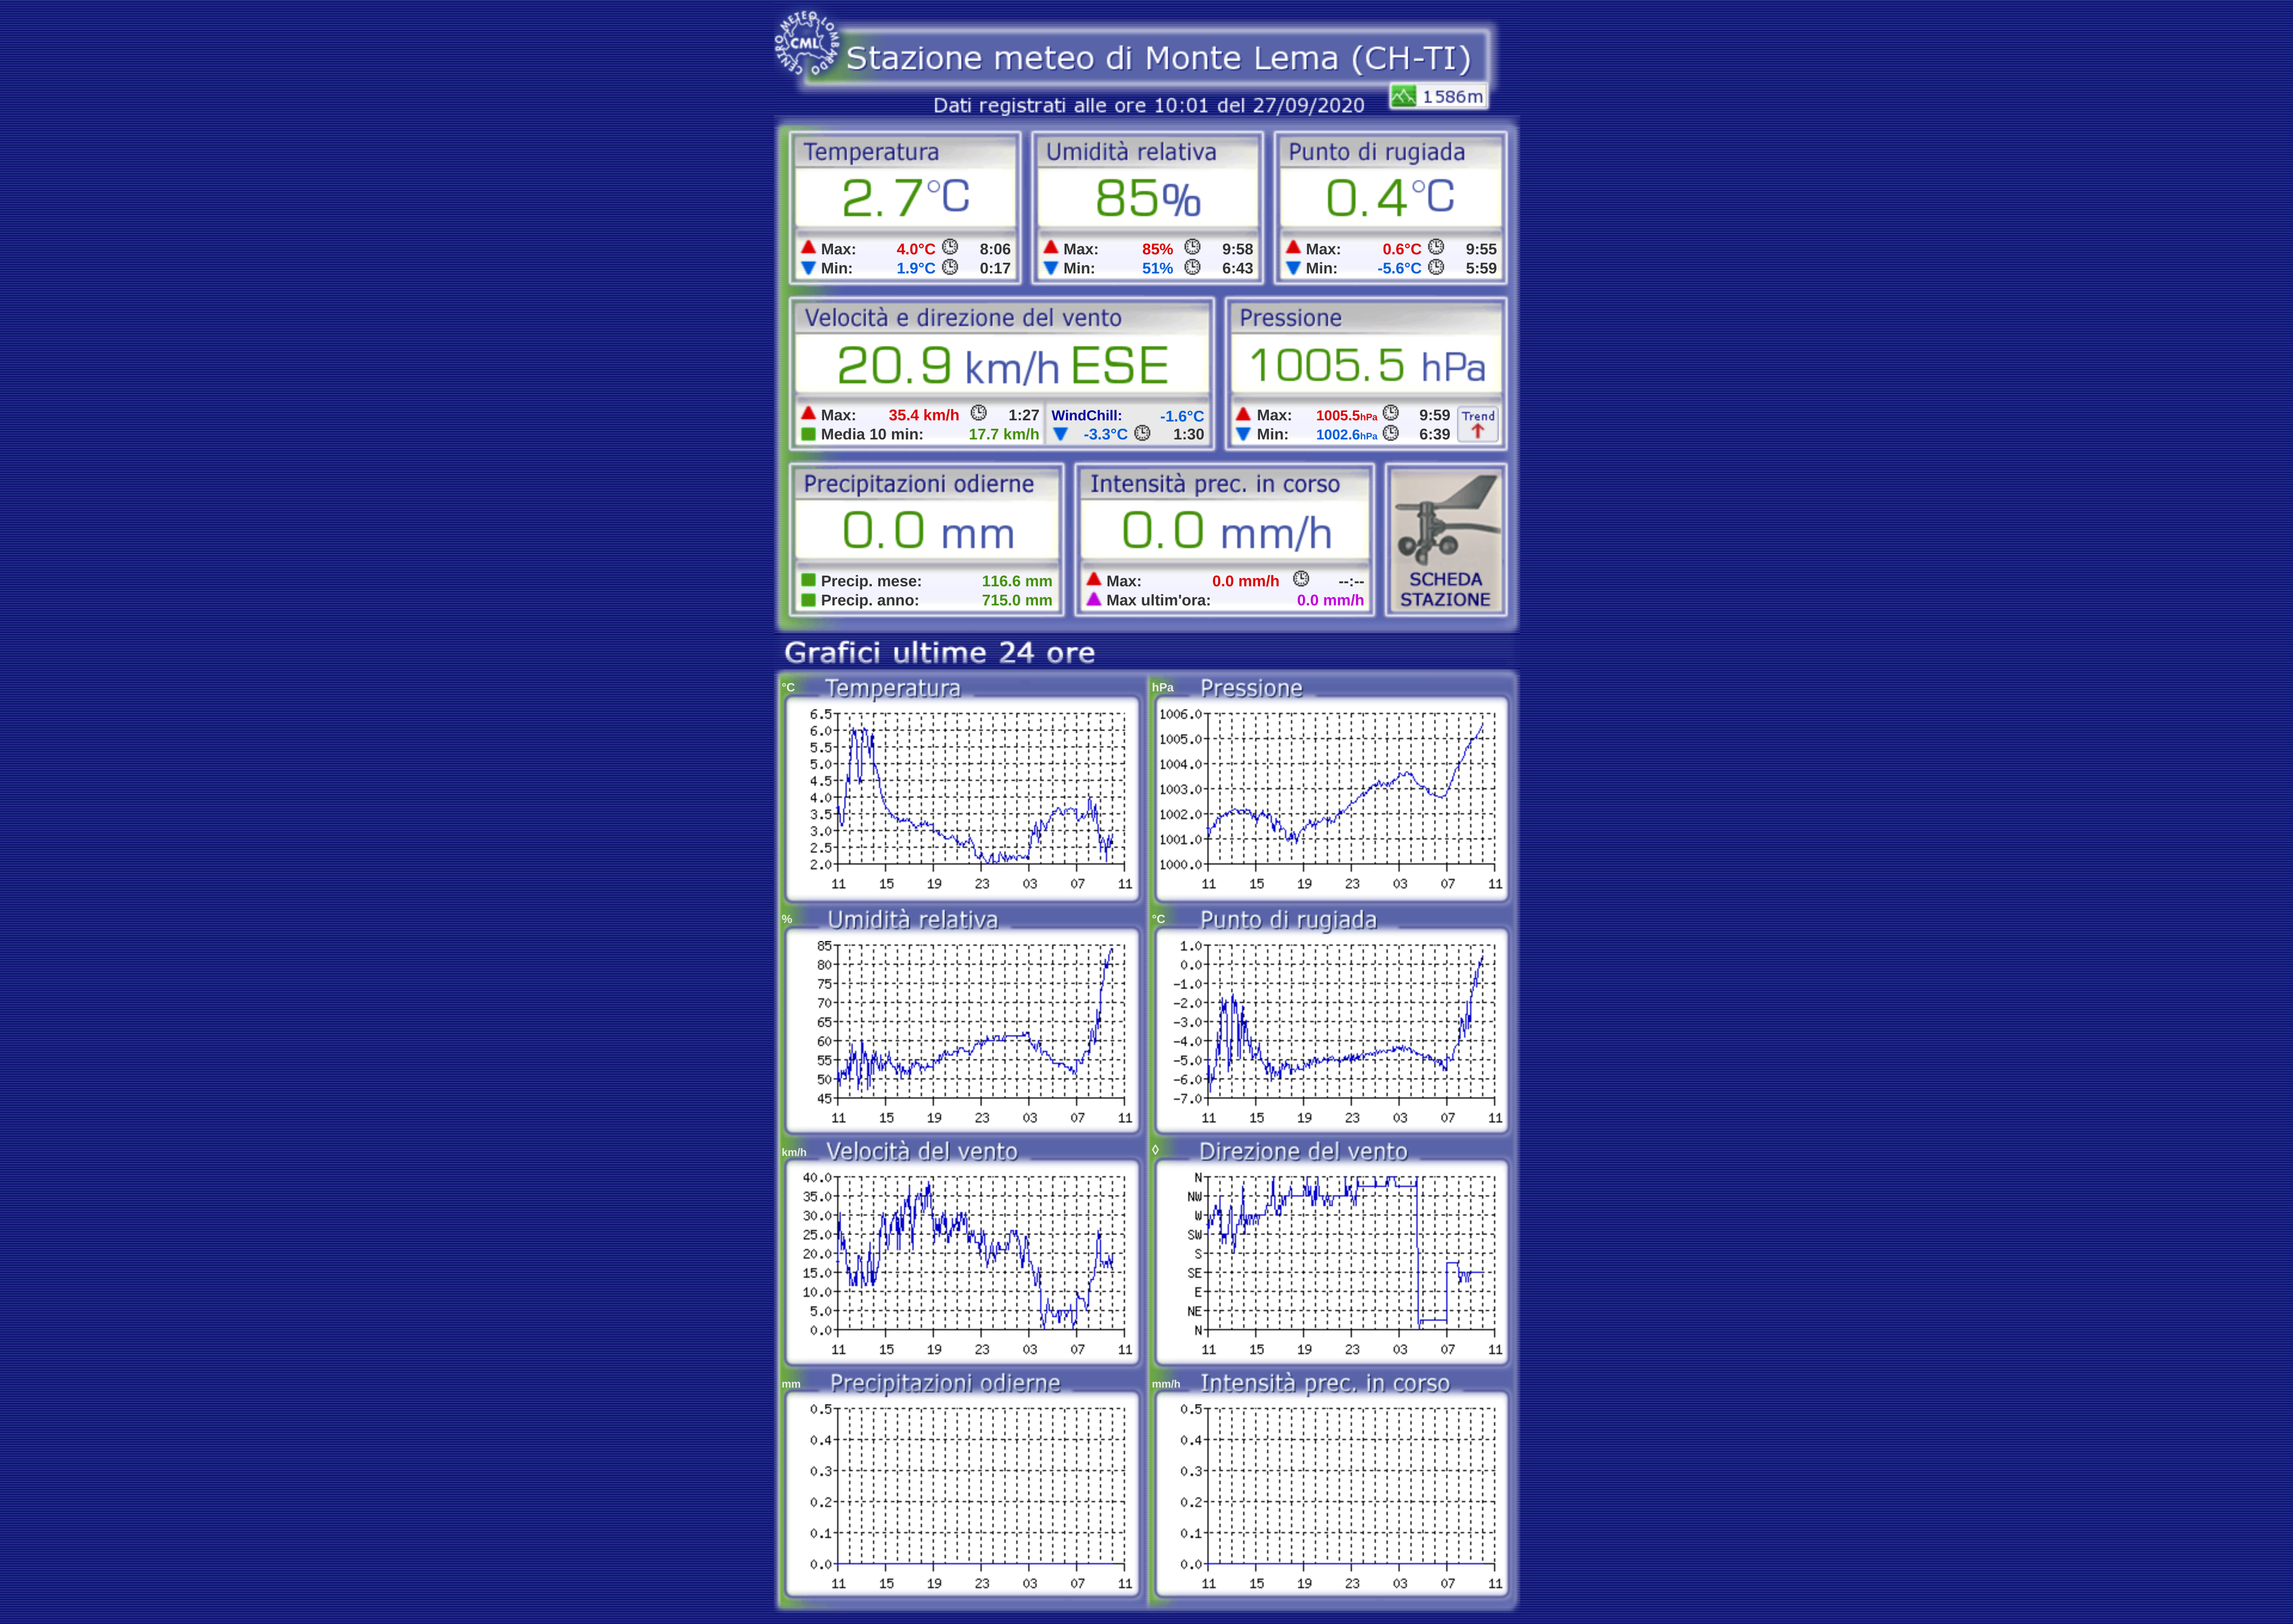 CENTRO METEO LOMBARDO
CML
Stazione meteo di Monte Lema (CH-TI)
Dati registrati alle ore 10:01 del 27/09/2020
1586m
Temperatura
2.7°C
Max: 4.0°C 8:06
Min: 1.9°C 0:17
Umidità relativa
85%
Max: 85% 9:58
Min: 51% 6:43
Punto di rugiada
0.4°C
Max: 0.6°C 9:55
Min: -5.6°C 5:59
Velocità e direzione del vento
20.9 km/h ESE
Max: 35.4 km/h 1:27
Media 10 min: 17.7 km/h
WindChill: -1.6°C
-3.3°C 1:30
Pressione
1005.5 hPa
Max: 1005.5hPa 9:59
Min: 1002.6hPa 6:39
Trend
Precipitazioni odierne
0.0 mm
Precip. mese: 116.6 mm
Precip. anno: 715.0 mm
Intensità prec. in corso
0.0 mm/h
Max: 0.0 mm/h --:--
Max ultim'ora: 0.0 mm/h
SCHEDA
STAZIONE
Grafici ultime 24 ore
°C Temperatura
6.5
6.0
5.5
5.0
4.5
4.0
3.5
3.0
2.5
2.0
11 15 19 23 03 07 11
hPa Pressione
1006.0
1005.0
1004.0
1003.0
1002.0
1001.0
1000.0
11 15 19 23 03 07 11
% Umidità relativa
85
80
75
70
65
60
55
50
45
11 15 19 23 03 07 11
°C Punto di rugiada
1.0
0.0
-1.0
-2.0
-3.0
-4.0
-5.0
-6.0
-7.0
11 15 19 23 03 07 11
km/h Velocità del vento
40.0
35.0
30.0
25.0
20.0
15.0
10.0
5.0
0.0
11 15 19 23 03 07 11
◊ Direzione del vento
N
NW
W
SW
S
SE
E
NE
N
11 15 19 23 03 07 11
mm Precipitazioni odierne
0.5
0.4
0.3
0.2
0.1
0.0
11 15 19 23 03 07 11
mm/h Intensità prec. in corso
0.5
0.4
0.3
0.2
0.1
0.0
11 15 19 23 03 07 11